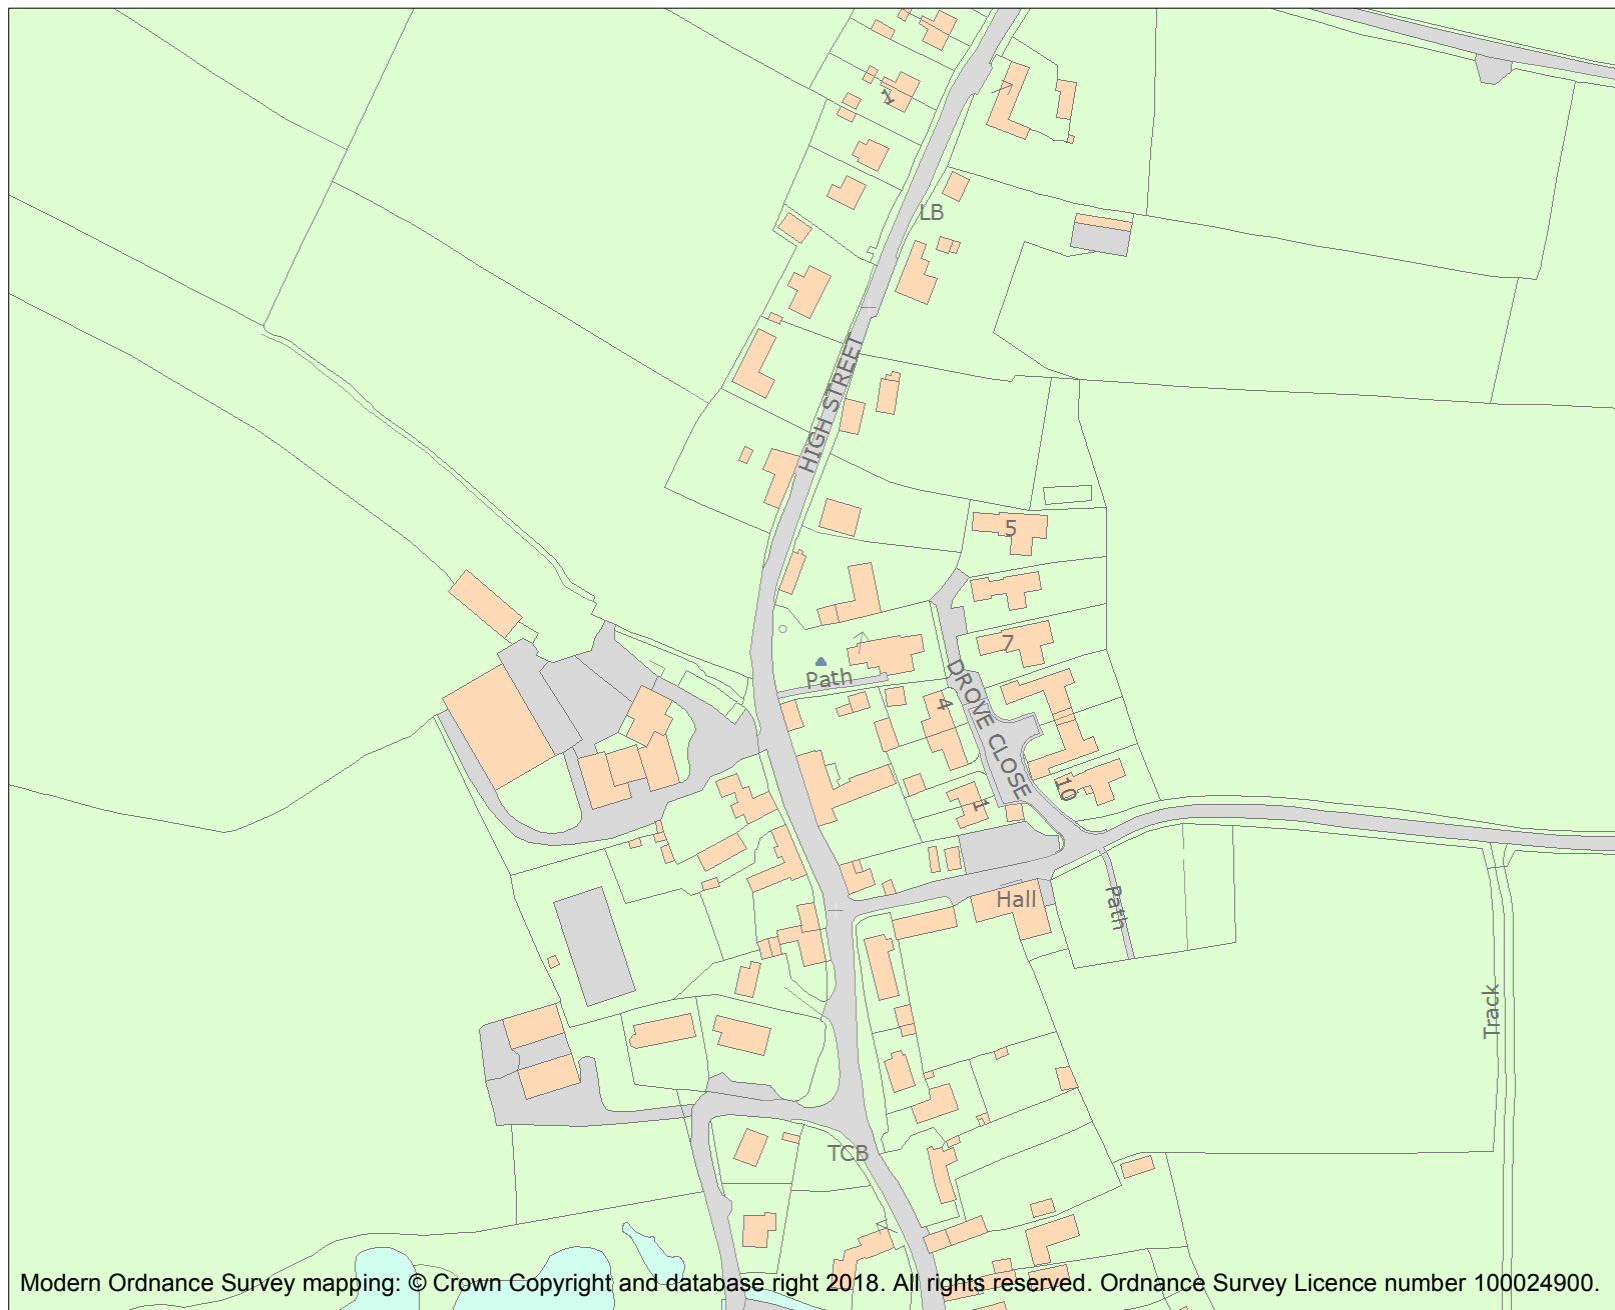 1
LB
HIGH STREET
5
7
Path
DROVE CLOSE
4
1
10
Hall
Path
Track
TCB
Modern Ordnance Survey mapping: © Crown Copyright and database right 2018. All rights reserved. Ordnance Survey Licence number 100024900.